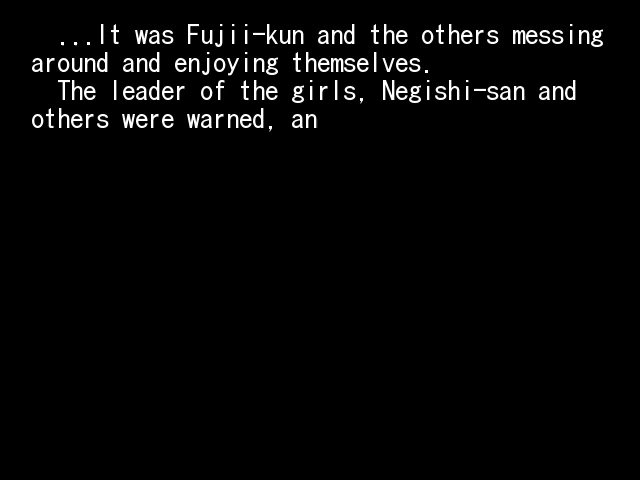 ...It was Fujii-kun and the others messing
around and enjoying themselves.
The leader of the girls, Negishi-san and
others were warned, an